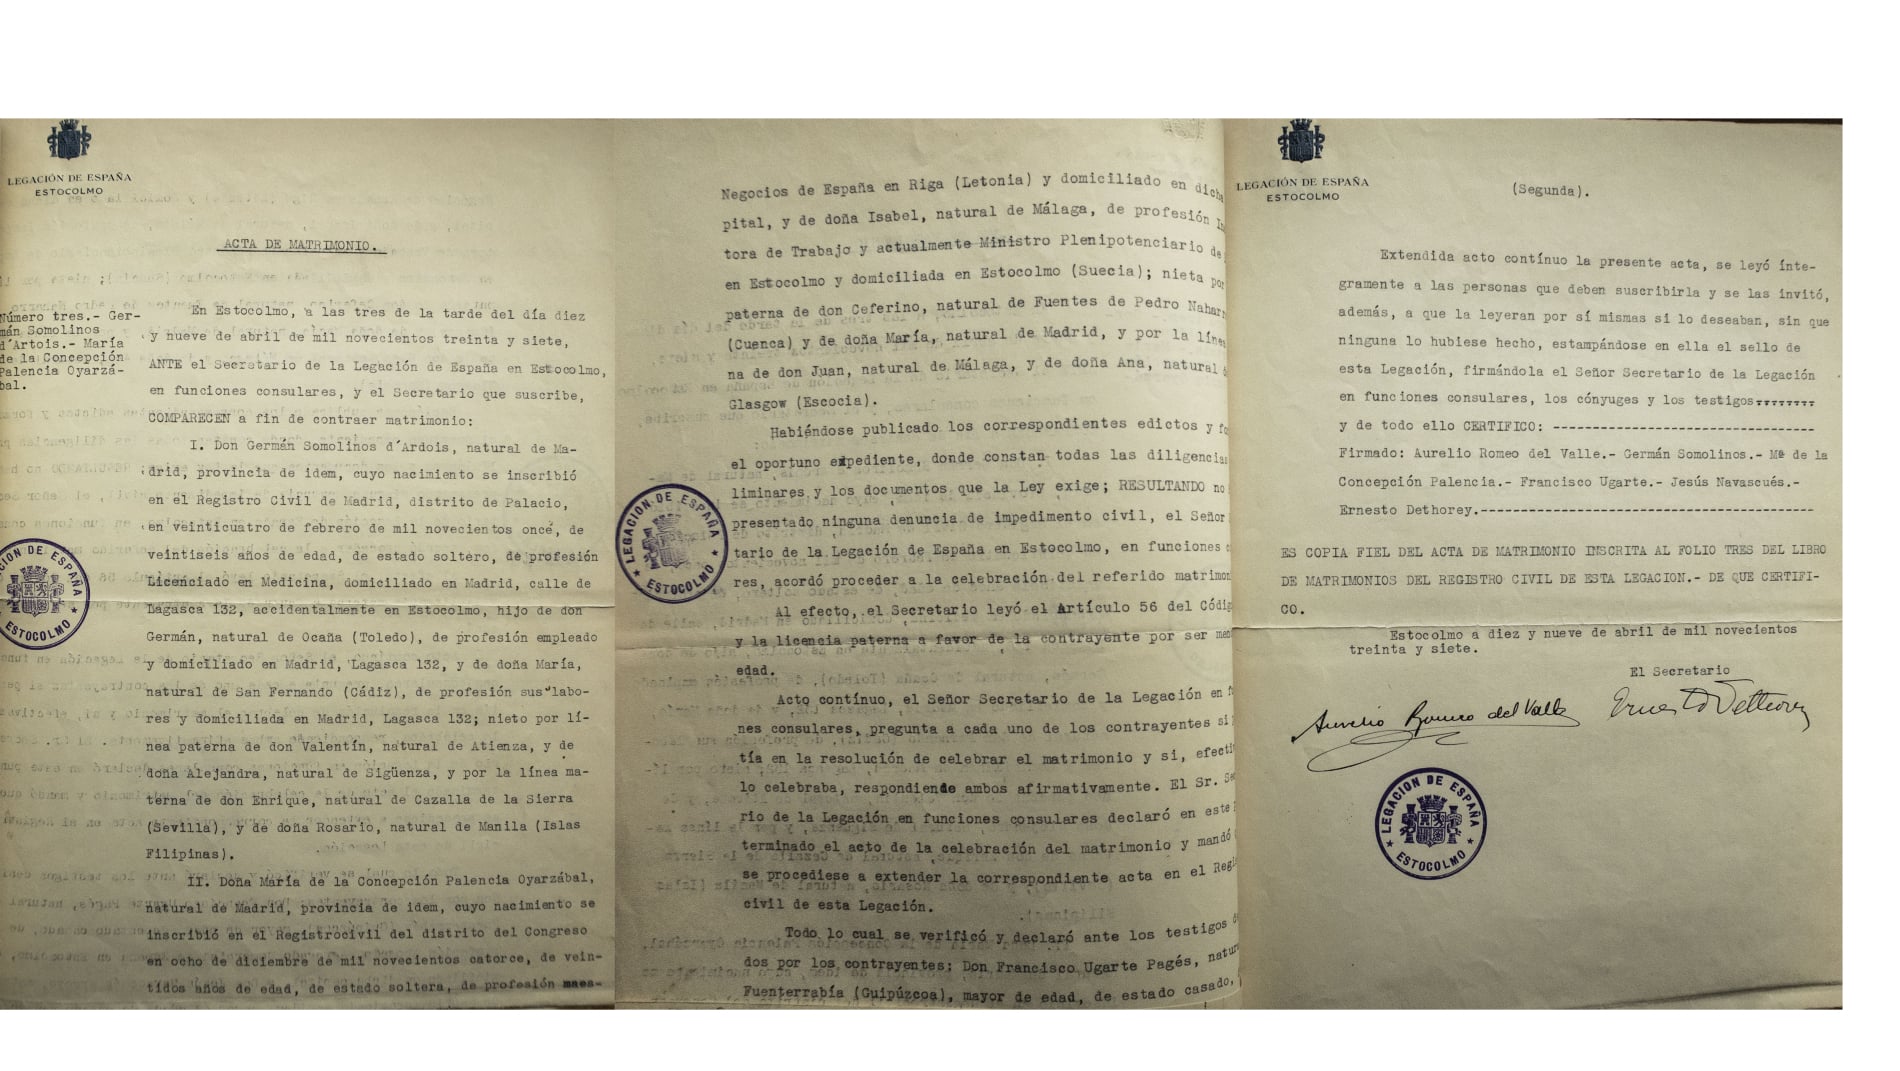 LEGACIÓN DE ESPAÑA
ESTOCOLMO
ACTA DE MATRIMONIO.
Número tres.- Ger-
mán Somolinos
d'Artois.- María
de la Concepción
Palencia Oyarzá-
bal.
En Estocolmo, a las tres de la tarde del día diez
y nueve de abril de mil novecientos treinta y siete,
ANTE el Secretario de la Legación de España en Estocolmo,
en funciones consulares, y el Secretario que suscribe,
COMPARECEN a fin de contraer matrimonio:
I. Don Germán Somolinos d'Ardois, natural de Ma-
drid, provincia de idem, cuyo nacimiento se inscribió
en el Registro Civil de Madrid, distrito de Palacio,
en veinticuatro de febrero de mil novecientos once, de
veintiseis años de edad, de estado soltero, de profesión
Licenciado en Medicina, domiciliado en Madrid, calle de
Lagasca 132, accidentalmente en Estocolmo, hijo de don
Germán, natural de Ocaña (Toledo), de profesión empleado
y domiciliado en Madrid, Lagasca 132, y de doña María,
natural de San Fernando (Cádiz), de profesión sus labo-
res y domiciliada en Madrid, Lagasca 132; nieto por lí-
nea paterna de don Valentín, natural de Atienza, y de
doña Alejandra, natural de Sigüenza, y por la línea ma-
terna de don Enrique, natural de Cazalla de la Sierra
(Sevilla), y de doña Rosario, natural de Manila (Islas
Filipinas).
II. Doña María de la Concepción Palencia Oyarzábal,
natural de Madrid, provincia de idem, cuyo nacimiento se
inscribió en el Registrocivil del distrito del Congreso
en ocho de diciembre de mil novecientos catorce, de vein-
tidos años de edad, de estado soltera, de profesión maes-
LEGACION DE ESPAÑA
ESTOCOLMO
Negocios de España en Riga (Letonia) y domiciliado en dicha
pital, y de doña Isabel, natural de Málaga, de profesión In
tora de Trabajo y actualmente Ministro Plenipotenciario de
en Estocolmo y domiciliada en Estocolmo (Suecia); nieta por
paterna de don Ceferino, natural de Fuentes de Pedro Naharr
(Cuenca) y de doña María, natural de Madrid, y por la línea
na de don Juan, natural de Málaga, y de doña Ana, natural
Glasgow (Escocia).
Habiéndose publicado los correspondientes edictos y fo
el oportuno expediente, donde constan todas las diligencias
liminares y los documentos que la Ley exige; RESULTANDO no
presentado ninguna denuncia de impedimento civil, el Señor
tario de la Legación de España en Estocolmo, en funciones
res, acordó proceder a la celebración del referido matrimon
Al efecto, el Secretario leyó el Artículo 56 del Códig
y la licencia paterna a favor de la contrayente por ser men
edad.
Acto contínuo, el Señor Secretario de la Legación en f
nes consulares, pregunta a cada uno de los contrayentes si
tía en la resolución de celebrar el matrimonio y si, efecti
lo celebraba, respondiende ambos afirmativamente. El Sr. Sec
rio de la Legación en funciones consulares declaró en este
terminado el acto de la celebración del matrimonio y mandó
se procediese a extender la correspondiente acta en el Regi
civil de esta Legación.
Todo lo cual se verificó y declaró ante los testigos
dos por los contrayentes; Don Francisco Ugarte Pagés, natur
Fuenterrabía (Guipúzcoa), mayor de edad, de estado casado,
LEGACION DE ESPAÑA
ESTOCOLMO
LEGACIÓN DE ESPAÑA
ESTOCOLMO
(Segunda).
Extendida acto contínuo la presente acta, se leyó ínte-
gramente a las personas que deben suscribirla y se las invitó,
además, a que la leyeran por sí mismas si lo deseaban, sin que
ninguna lo hubiese hecho, estampándose en ella el sello de
esta Legación, firmándola el Señor Secretario de la Legación
en funciones consulares, los cónyuges y los testigos
y de todo ello CERTIFICO: ------------------------------
Firmado: Aurelio Romeo del Valle.- Germán Somolinos.- Mª de la
Concepción Palencia.- Francisco Ugarte.- Jesús Navascués.-
Ernesto Dethorey.--------------------------------------
ES COPIA FIEL DEL ACTA DE MATRIMONIO INSCRITA AL FOLIO TRES DEL LIBRO
DE MATRIMONIOS DEL REGISTRO CIVIL DE ESTA LEGACION.- DE QUE CERTIFI-
CO.
Estocolmo a diez y nueve de abril de mil novecientos
treinta y siete.
El Secretario
Aurelio Romeo del Valle
Ernesto Dethorey
LEGACION DE ESPAÑA
ESTOCOLMO